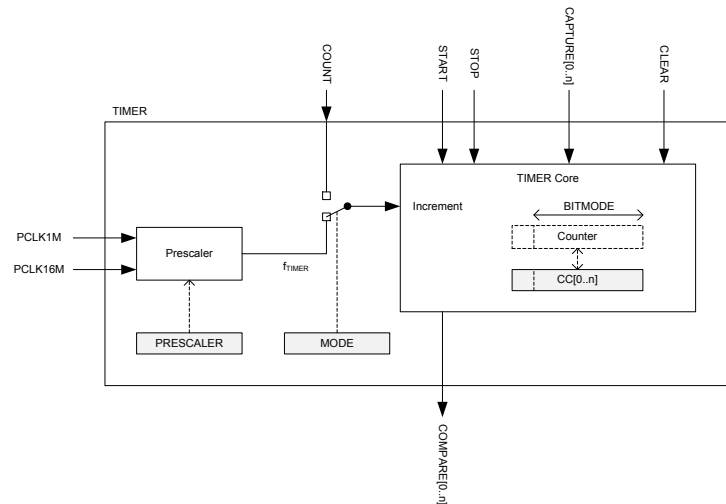 COUNT
START
STOP
CAPTURE[0..n]
CLEAR
TIMER
TIMER Core
Increment
BITMODE
Counter
CC[0..n]
PCLK1M
PCLK16M
Prescaler
fTIMER
PRESCALER
MODE
COMPARE[0..n]